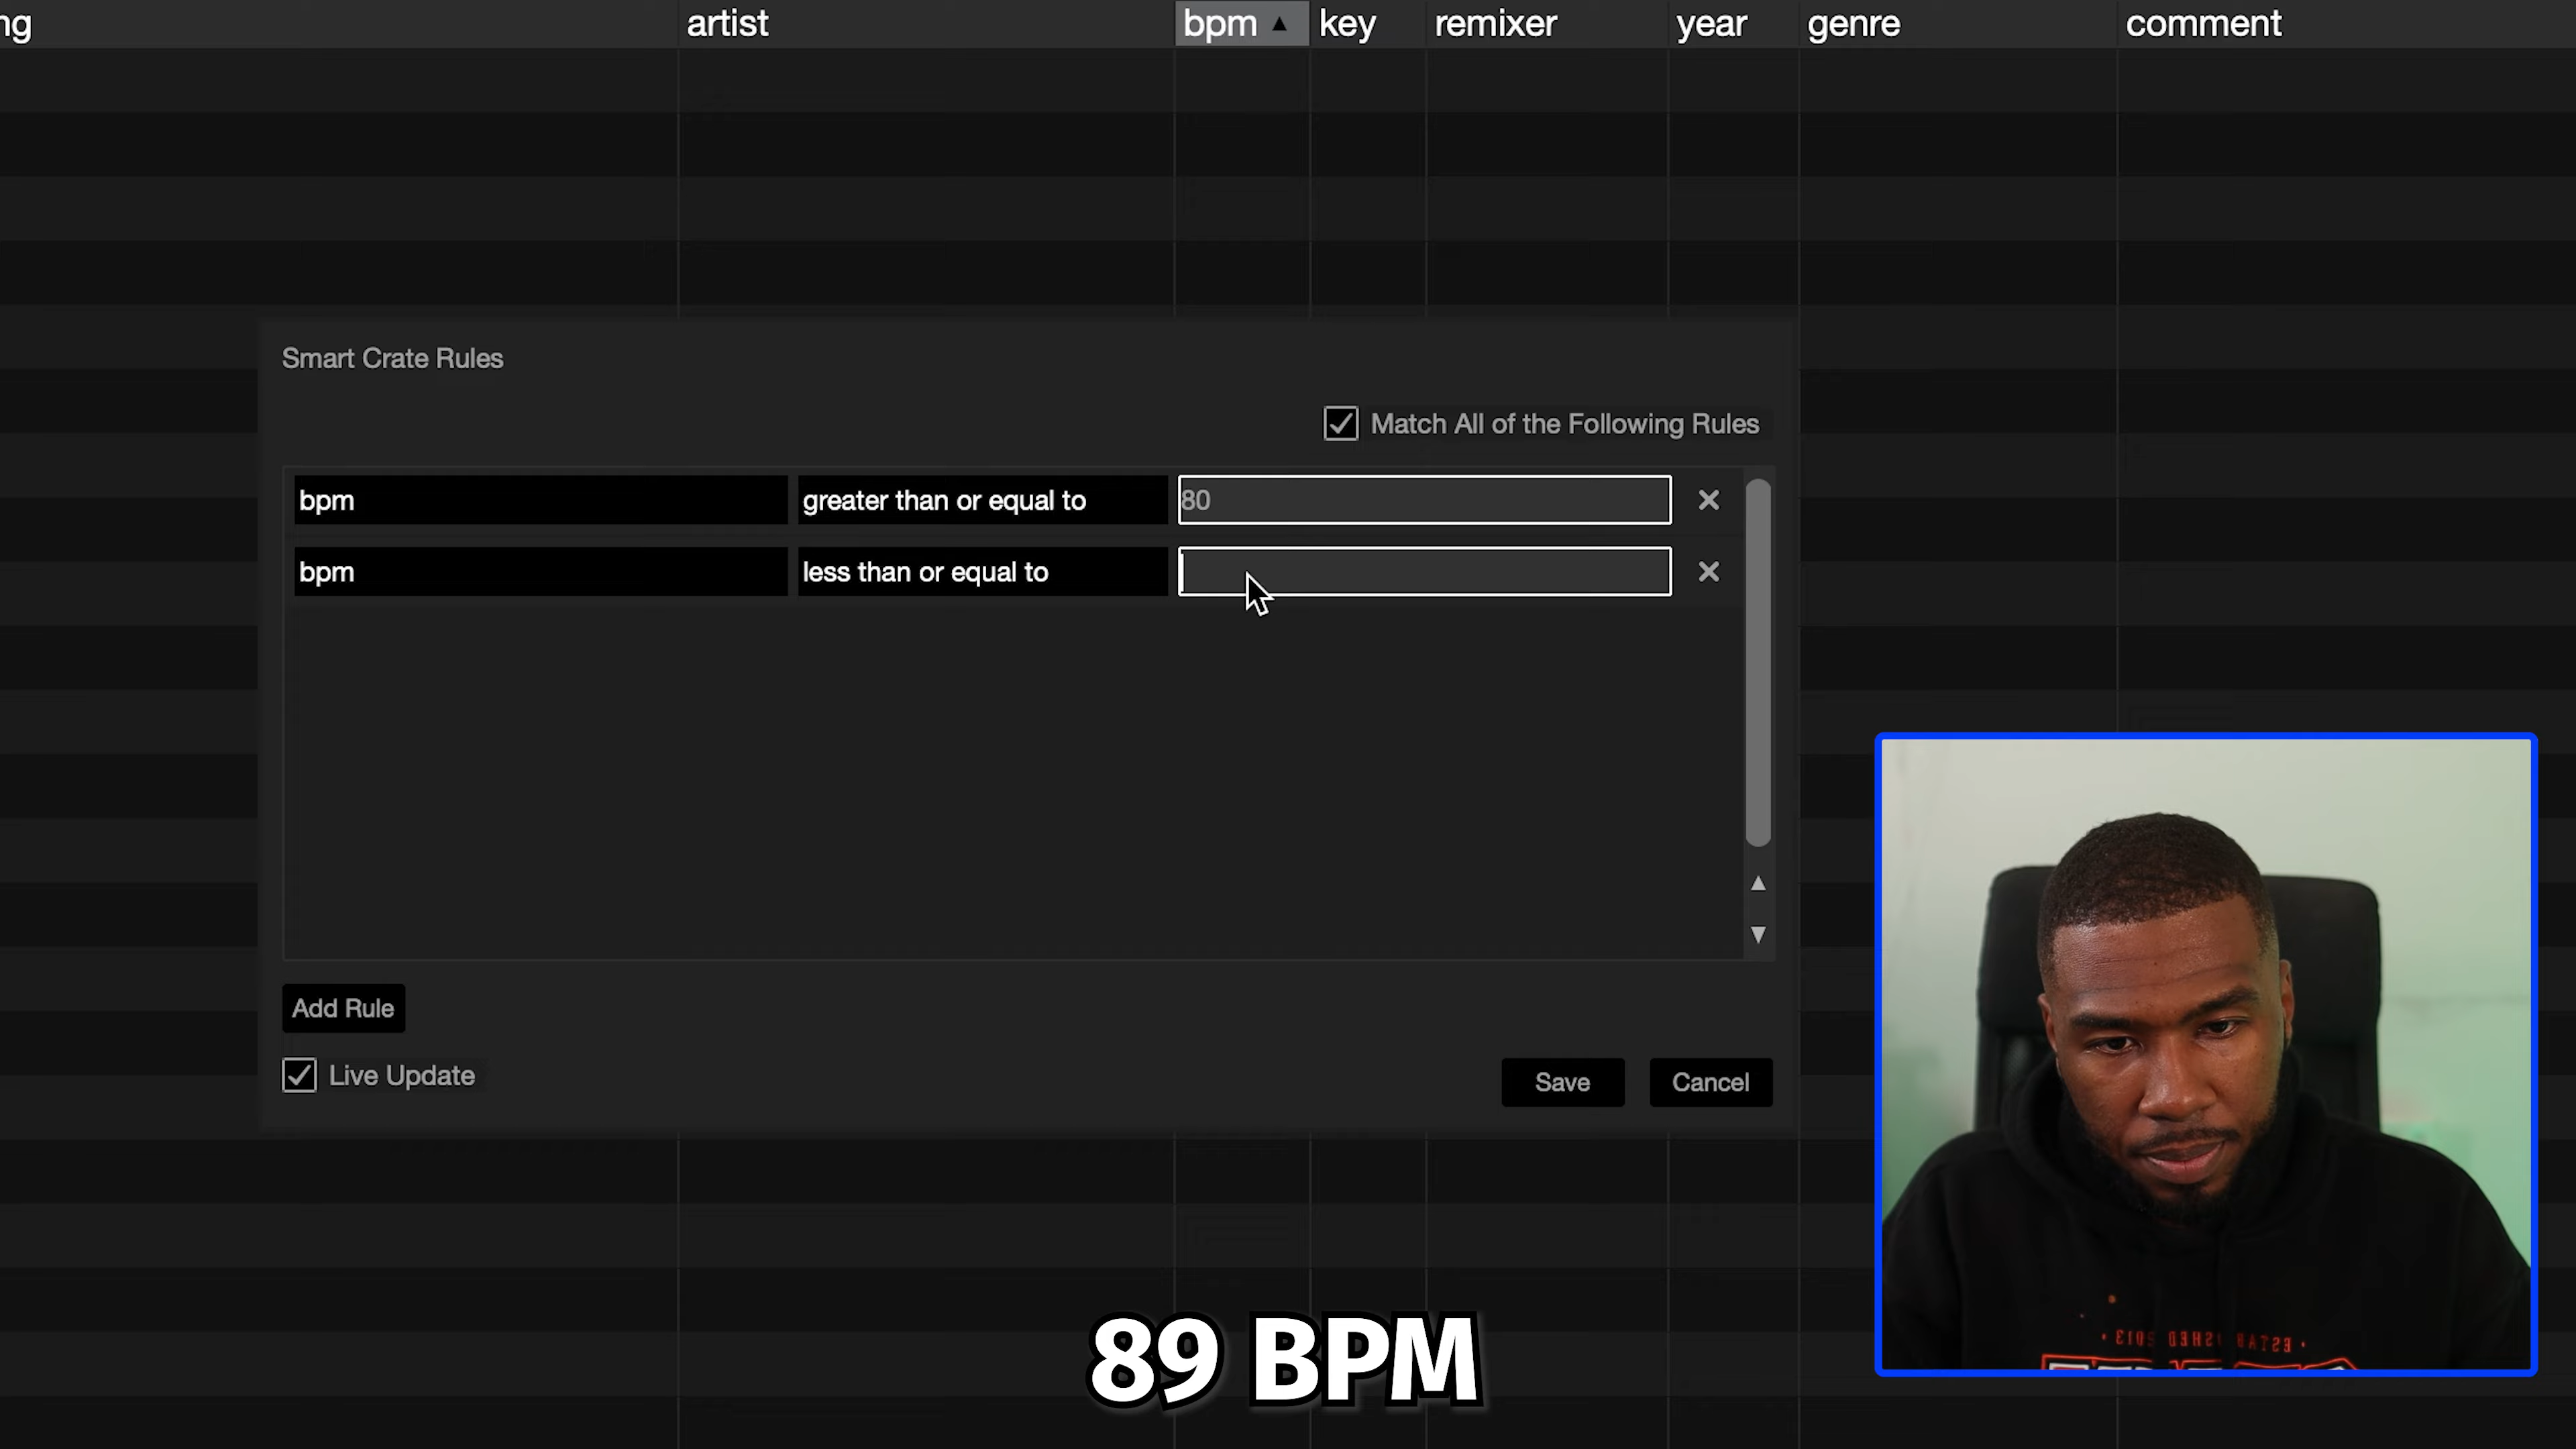 ng artist bpm ▲ key remixer year genre comment
Smart Crate Rules
Match All of the Following Rules
bpm greater than or equal to 80
bpm less than or equal to
Add Rule
Live Update
Save Cancel
89 BPM